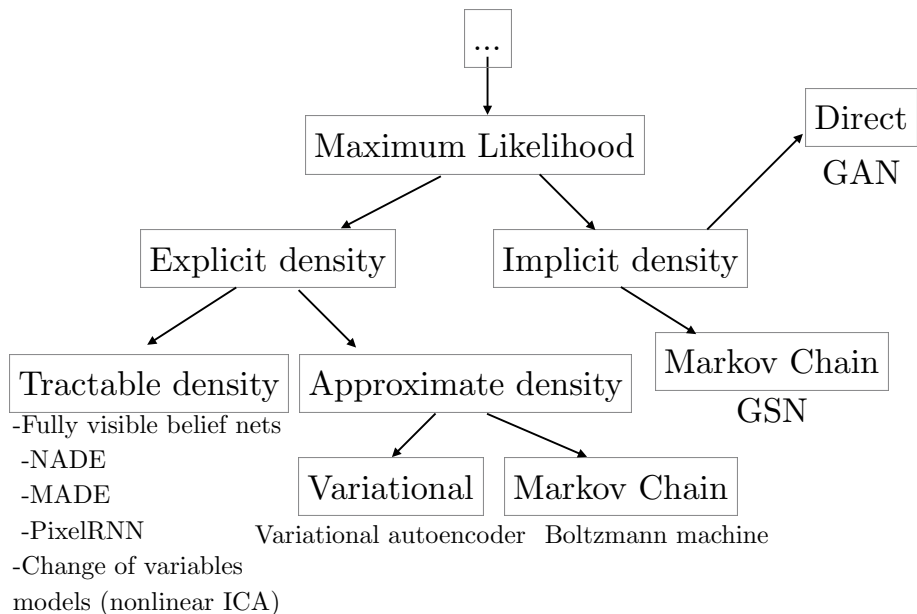 ...
Maximum Likelihood
Direct
GAN
Explicit density
Implicit density
Tractable density
Approximate density
Markov Chain
GSN
-Fully visible belief nets
-NADE
-MADE
-PixelRNN
-Change of variables
models (nonlinear ICA)
Variational
Variational autoencoder
Markov Chain
Boltzmann machine